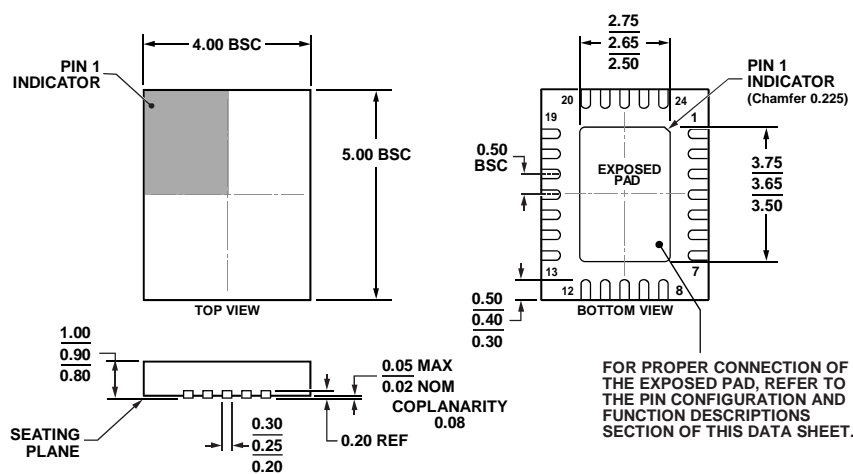 4.00 BSC
PIN 1
INDICATOR
5.00 BSC
TOP VIEW
2.75
2.65
2.50
PIN 1
INDICATOR
(Chamfer 0.225)
20
24
19
1
0.50
BSC
EXPOSED
PAD
3.75
3.65
3.50
13
7
12
8
0.50
0.40
0.30
BOTTOM VIEW
1.00
0.90
0.80
0.05 MAX
0.02 NOM
COPLANARITY
0.08
SEATING
PLANE
0.30
0.25
0.20
0.20 REF
FOR PROPER CONNECTION OF
THE EXPOSED PAD, REFER TO
THE PIN CONFIGURATION AND
FUNCTION DESCRIPTIONS
SECTION OF THIS DATA SHEET.